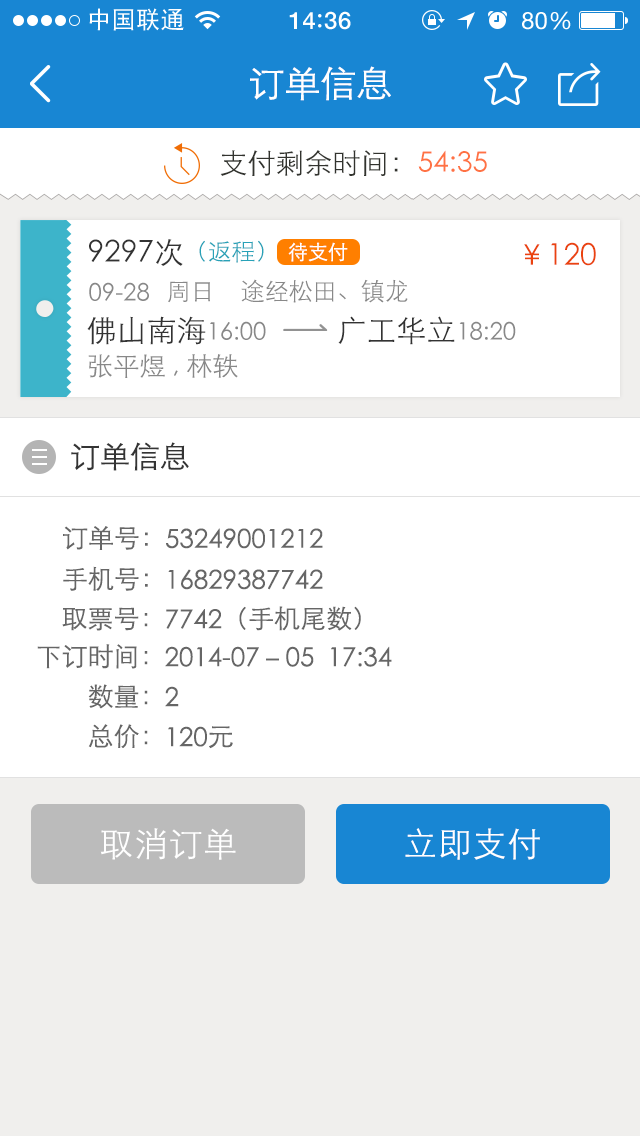 中国联通 14:36 80%
订单信息
支付剩余时间：54:35
9297次（返程）待支付 ￥120
09-28 周日 途经松田、镇龙
佛山南海16:00 → 广工华立18:20
张平煜，林轶
订单信息
订单号：53249001212
手机号：16829387742
取票号：7742（手机尾数）
下订时间：2014-07 – 05 17:34
数量：2
总价：120元
取消订单 立即支付